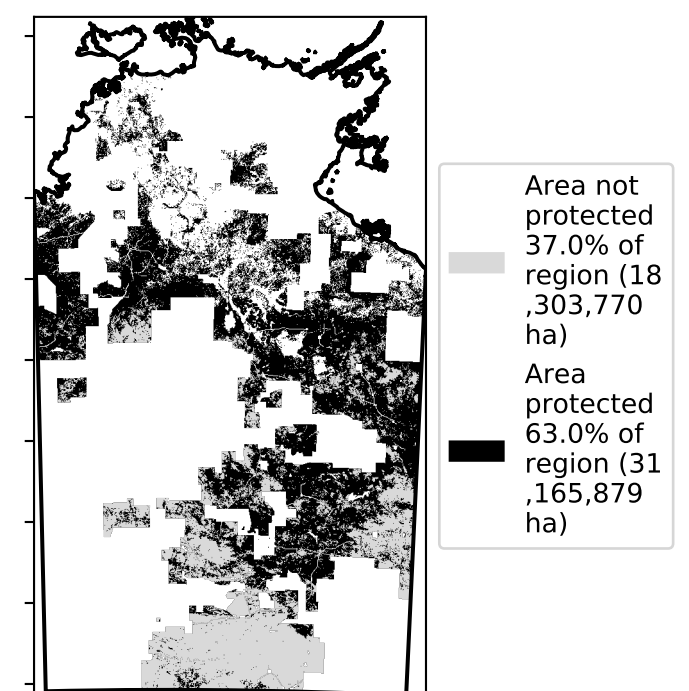 Area not
protected
37.0% of
region (18
,303,770
ha)
Area
protected
63.0% of
region (31
,165,879
ha)